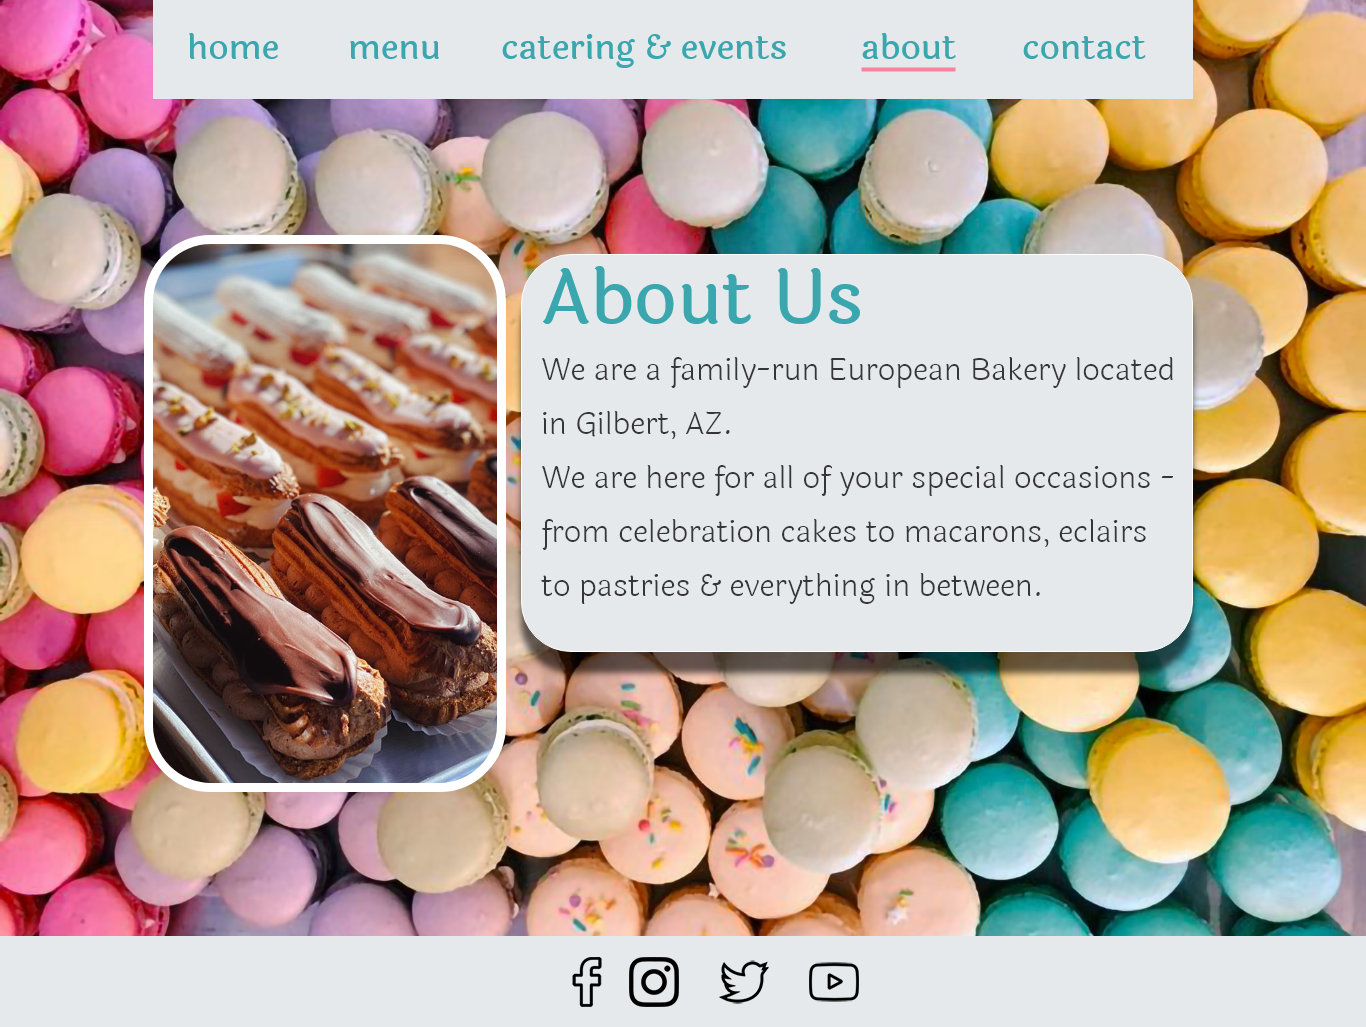 home menu catering & events about contact
About Us
We are a family-run European Bakery located
in Gilbert, AZ.
We are here for all of your special occasions -
from celebration cakes to macarons, eclairs
to pastries & everything in between.